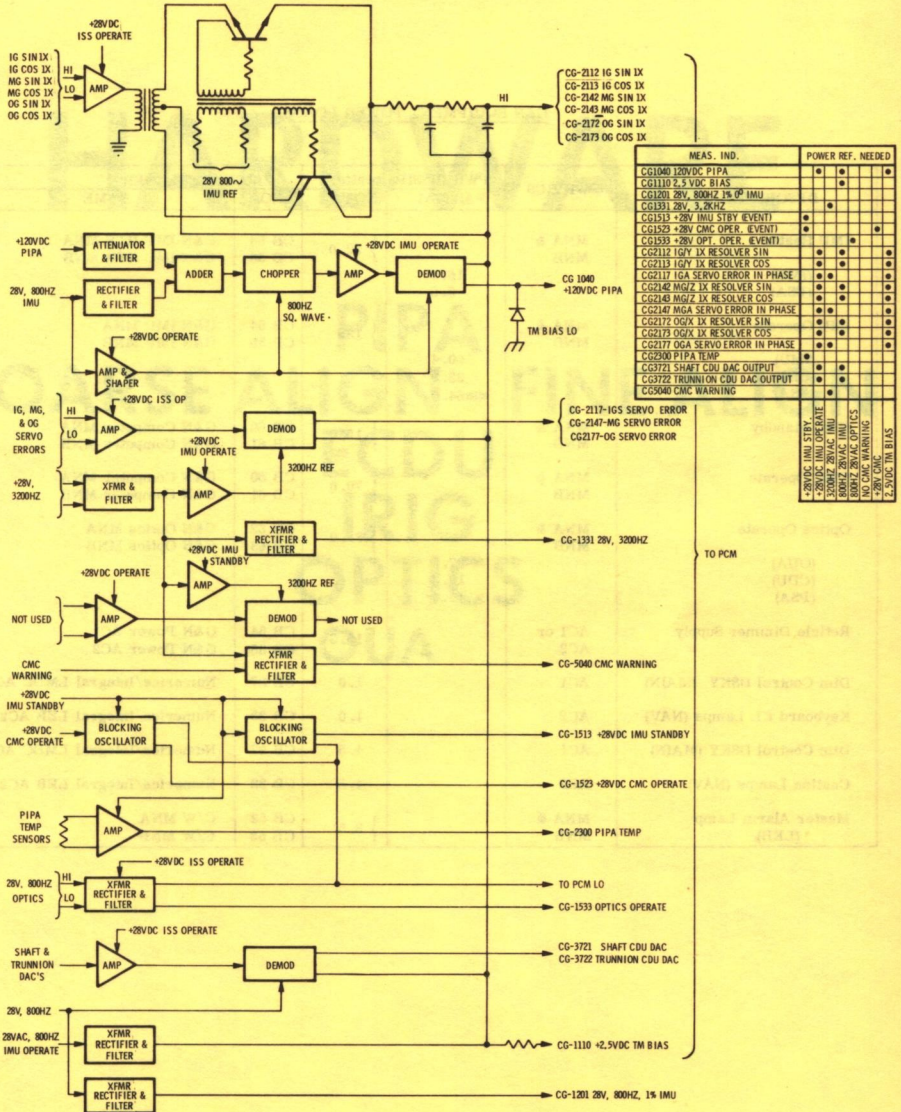 +28VDC
ISS OPERATE
IG SIN 1X
IG COS 1X
MG SIN 1X
MG COS 1X
OG SIN 1X
OG COS 1X
HI
LO
AMP
28V 800~
IMU REF
HI
CG-2112 IG SIN 1X
CG-2113 IG COS 1X
CG-2142 MG SIN 1X
CG-2143 MG COS 1X
CG-2172 OG SIN 1X
CG-2173 OG COS 1X
MEAS. IND. POWER REF. NEEDED
CG1040 120VDC PIPA
CG1110 2.5 VDC BIAS
CG1201 28V, 800HZ 1% 0° IMU
CG1331 28V, 3.2KHZ
CG1513 +28V IMU STBY (EVENT)
CG1523 +28V CMC OPER. (EVENT)
CG1533 +28V OPT. OPER. (EVENT)
CG2112 IG/Y 1X RESOLVER SIN
CG2113 IG/Y 1X RESOLVER COS
CG2117 IGA SERVO ERROR IN PHASE
CG2142 MG/Z 1X RESOLVER SIN
CG2143 MG/Z 1X RESOLVER COS
CG2147 MGA SERVO ERROR IN PHASE
CG2172 OG/X 1X RESOLVER SIN
CG2173 OG/X 1X RESOLVER COS
CG2177 OGA SERVO ERROR IN PHASE
CG2300 PIPA TEMP
CG3721 SHAFT CDU DAC OUTPUT
CG3722 TRUNNION CDU DAC OUTPUT
CG5040 CMC WARNING
+28VDC IMU STBY
+28VDC IMU OPERATE
3200HZ 28VAC IMU
800HZ 28VAC IMU
800HZ 28VAC OPTICS
NO CMC WARNING
+28V CMC
2.5VDC TM BIAS
+120VDC
PIPA
ATTENUATOR
& FILTER
28V, 800HZ
IMU
RECTIFIER
& FILTER
ADDER
CHOPPER
+28VDC IMU OPERATE
AMP
DEMOD
CG 1040
+120VDC PIPA
800HZ
SQ. WAVE
TM BIAS LO
+28VDC OPERATE
AMP &
SHAPER
+28VDC ISS OP
IG, MG,
& OG
SERVO
ERRORS
HI
LO
AMP
DEMOD
CG-2117-IGS SERVO ERROR
CG-2147-MG SERVO ERROR
CG2177-OG SERVO ERROR
+28VDC
IMU OPERATE
3200HZ REF
+28V,
3200HZ
XFMR &
FILTER
AMP
XFMR
RECTIFIER &
FILTER
CG-1331 28V, 3200HZ
TO PCM
+28VDC IMU
STANDBY
AMP
3200HZ REF
+28VDC OPERATE
NOT USED
AMP
DEMOD
NOT USED
CMC
WARNING
XFMR
RECTIFIER &
FILTER
CG-5040 CMC WARNING
+28VDC
IMU STANDBY
+28VDC
CMC OPERATE
BLOCKING
OSCILLATOR
BLOCKING
OSCILLATOR
CG-1513 +28VDC IMU STANDBY
CG-1523 +28VDC CMC OPERATE
PIPA
TEMP
SENSORS
AMP
CG-2300 PIPA TEMP
+28VDC ISS OPERATE
28V, 800HZ
OPTICS
HI
LO
XFMR
RECTIFIER &
FILTER
TO PCM LO
CG-1533 OPTICS OPERATE
+28VDC ISS OPERATE
SHAFT &
TRUNNION
DAC'S
AMP
DEMOD
CG-3721 SHAFT CDU DAC
CG-3722 TRUNNION CDU DAC
28V, 800HZ
28VAC, 800HZ
IMU OPERATE
XFMR
RECTIFIER &
FILTER
CG-1110 +2.5VDC TM BIAS
XFMR
RECTIFIER &
FILTER
CG-1201 28V, 800HZ, 1% IMU